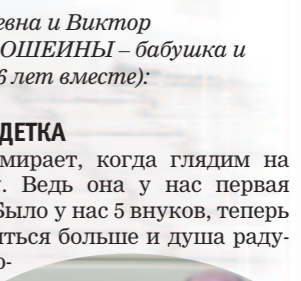 евна и Виктор
ОШЕИНЫ – бабушка и
6 лет вместе):
ДЕТКА
мирает, когда глядим на
. Ведь она у нас первая
Было у нас 5 внуков, теперь
иться больше и душа раду-
о-